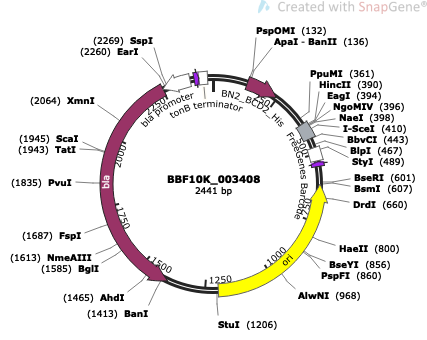 Created with SnapGene®
(2269) SspI
(2260) EarI
PspOMI (132)
ApaI - BanII (136)
bla promoter
tonB terminator
BN2_BCD2_His
PpuMI (361)
HincII (390)
EagI (394)
NgoMIV (396)
NaeI (398)
I-SceI (410)
BbvCI (443)
BlpI (467)
StyI (489)
(2064) XmnI
2250
250
500
FreeGenes Barcode
(1945) ScaI
(1943) TatI
2000
(1835) PvuI
bla
BBF10K_003408
2441 bp
BseRI (601)
BsmI (607)
DrdI (660)
750
1750
(1687) FspI
(1613) NmeAIII
(1585) BglI
1500
1250
1000
ori
HaeII (800)
BseYI (856)
PspFI (860)
AlwNI (968)
(1465) AhdI
(1413) BanI
StuI (1206)